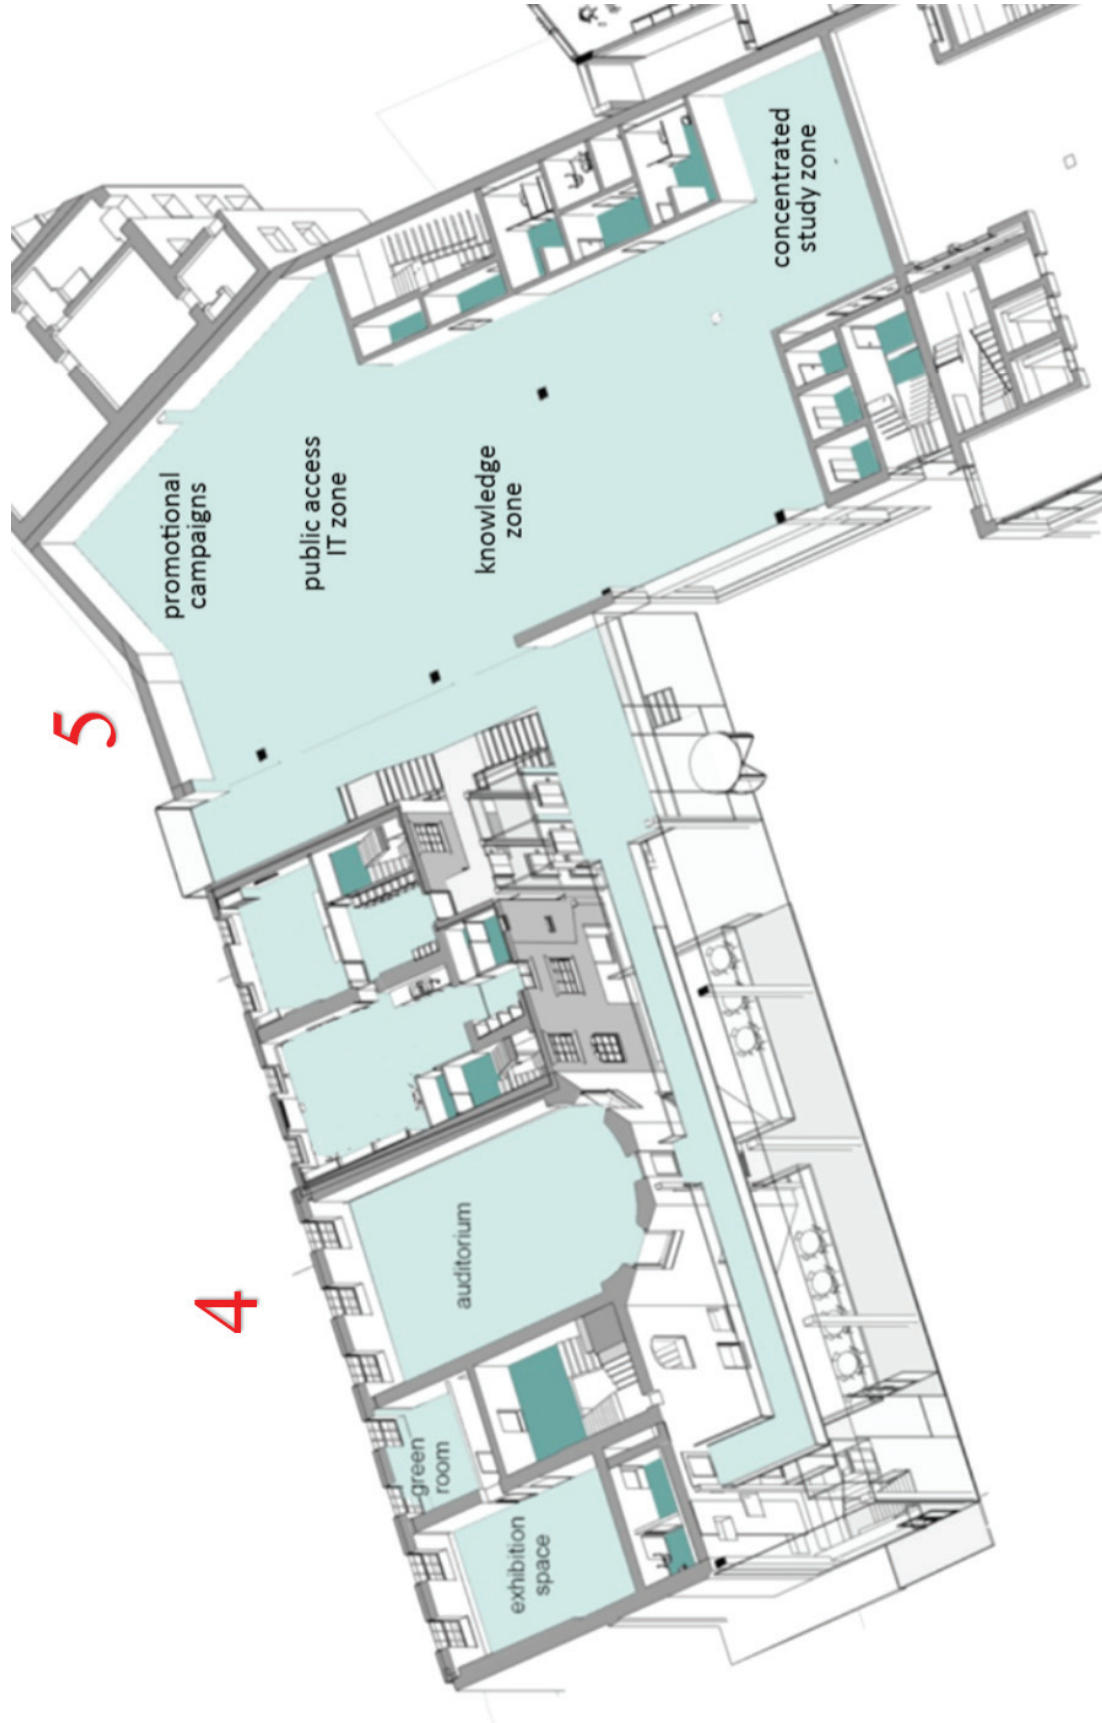 5
promotional
campaigns
public access
IT zone
knowledge
zone
concentrated
study zone
4
auditorium
green
room
exhibition
space